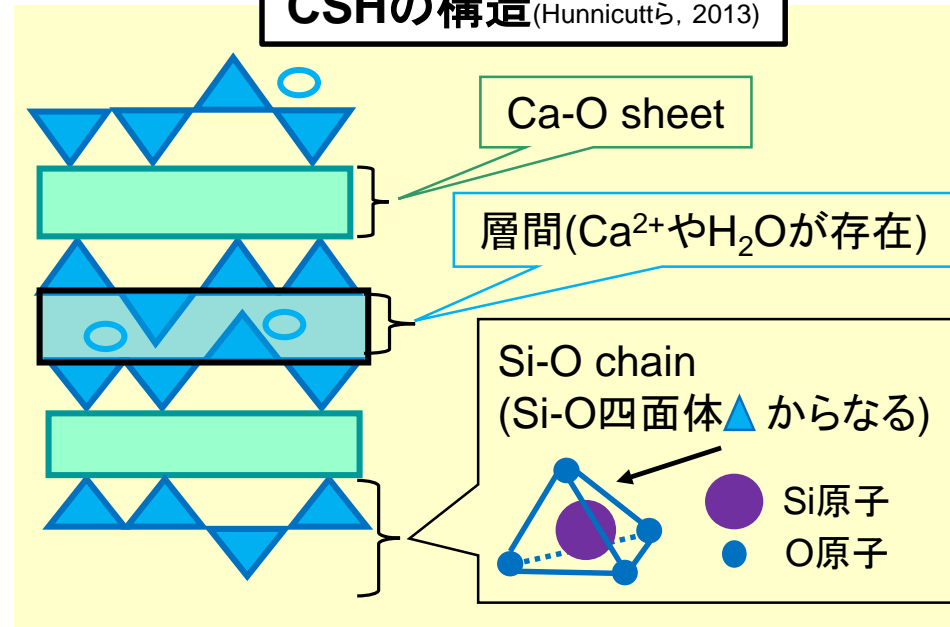 CSHの構造(Hunnicuttら, 2013)
Ca-O sheet
層間(Ca²⁺やH₂Oが存在)
Si-O chain
(Si-O四面体 からなる)
Si原子
O原子